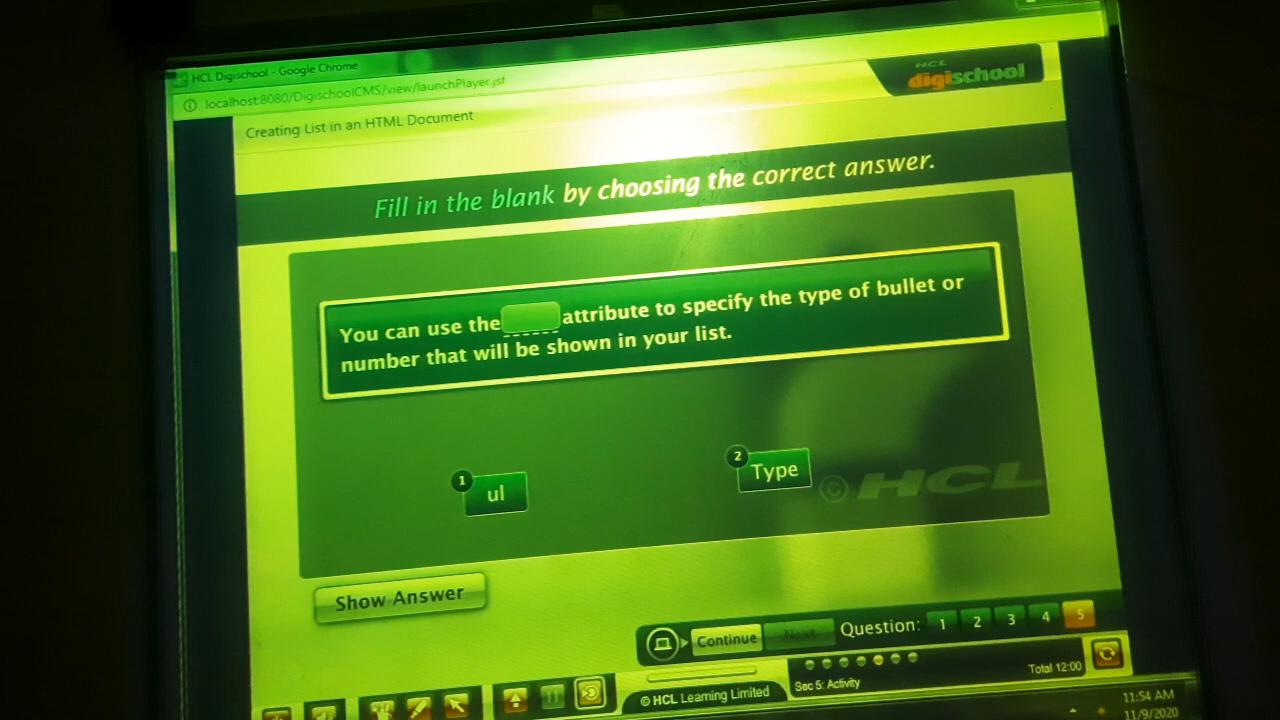 HCL Digischool - Google Chrome
localhost:8080/DigischoolCMS/view/launchPlayer.jsf
HCL
digischool
Creating List in an HTML Document
Fill in the blank by choosing the correct answer.
You can use the attribute to specify the type of bullet or
number that will be shown in your list.
1 ul
2 Type
© HCL
Show Answer
Continue Next Question: 1 2 3 4 5
Sec 5: Activity Total 12:00
© HCL Learning Limited
11:54 AM
11/9/2020